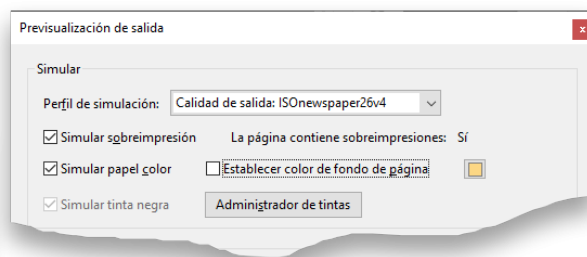 Previsualización de salida
x
Simular
Perfil de simulación: Calidad de salida: ISOnewspaper26v4
Simular sobreimpresión La página contiene sobreimpresiones: Sí
Simular papel color Establecer color de fondo de página
Simular tinta negra Administrador de tintas